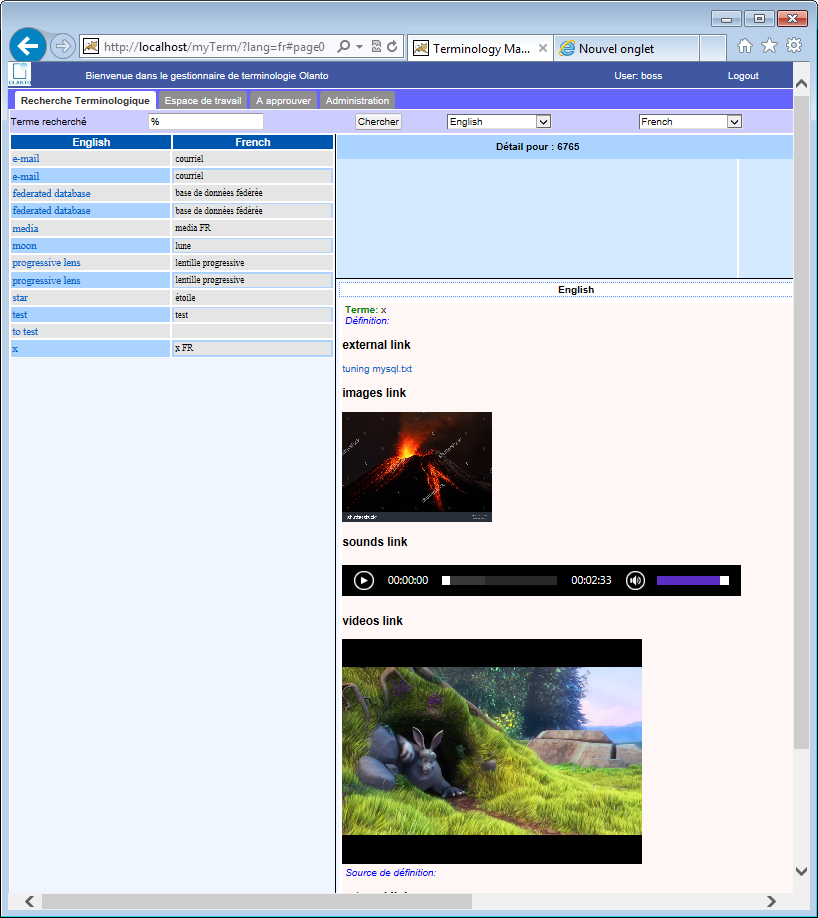 http://localhost/myTerm/?lang=fr#page0
Terminology Ma...
Nouvel onglet
OLANTO
Bienvenue dans le gestionnaire de terminologie Olanto
User: boss
Logout
Recherche Terminologique
Espace de travail
A approuver
Administration
Terme recherché
%
Chercher
English
French
English French
e-mail courriel
e-mail courriel
federated database base de données fédérée
federated database base de données fédérée
media media FR
moon lune
progressive lens lentille progressive
progressive lens lentille progressive
star étoile
test test
to test
x x FR
Détail pour : 6765
English
Terme: x
Définition:
external link
tuning mysql.txt
images link
shutterstock
sounds link
00:00:00
00:02:33
videos link
Source de définition: